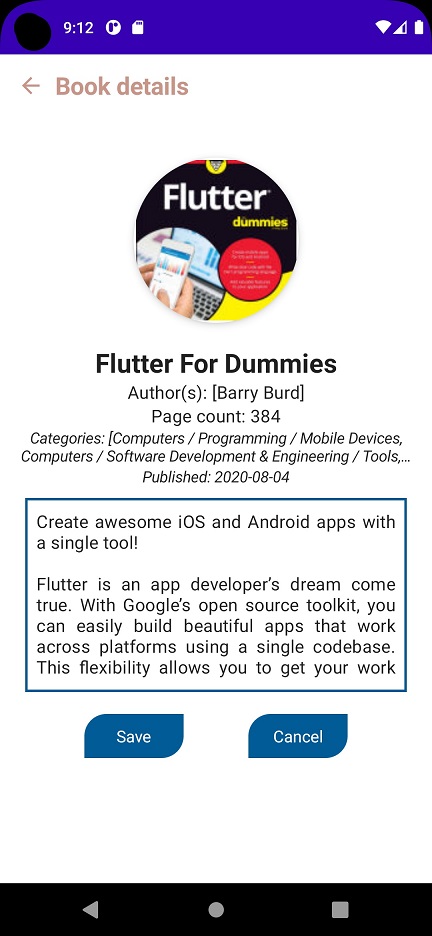 9:12
Book details
Flutter
dummies
Flutter For Dummies
Author(s): [Barry Burd]
Page count: 384
Categories: [Computers / Programming / Mobile Devices,
Computers / Software Development & Engineering / Tools,...
Published: 2020-08-04
Create awesome iOS and Android apps with
a single tool!
Flutter is an app developer’s dream come
true. With Google’s open source toolkit, you
can easily build beautiful apps that work
across platforms using a single codebase.
This flexibility allows you to get your work
Save
Cancel